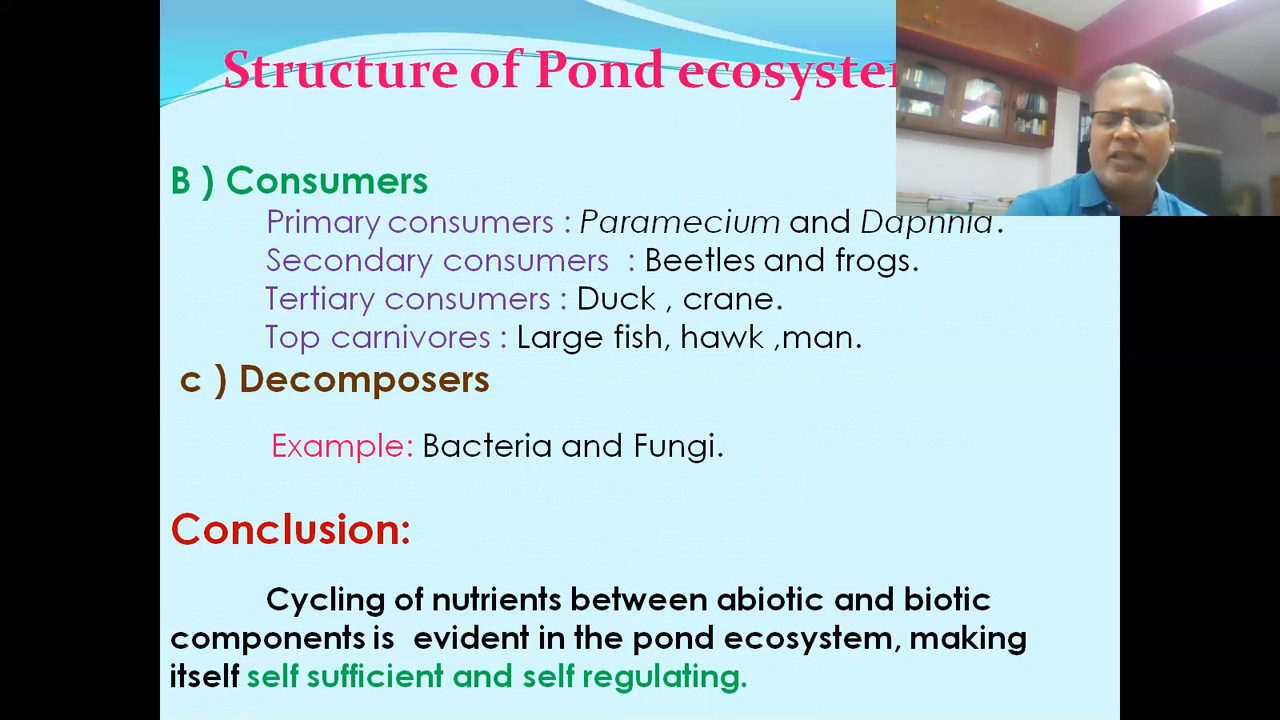 Structure of Pond ecosyste
B ) Consumers
Primary consumers : Paramecium and Daphnia.
Secondary consumers : Beetles and frogs.
Tertiary consumers : Duck , crane.
Top carnivores : Large fish, hawk ,man.
c ) Decomposers
Example: Bacteria and Fungi.
Conclusion:
Cycling of nutrients between abiotic and biotic
components is evident in the pond ecosystem, making
itself self sufficient and self regulating.